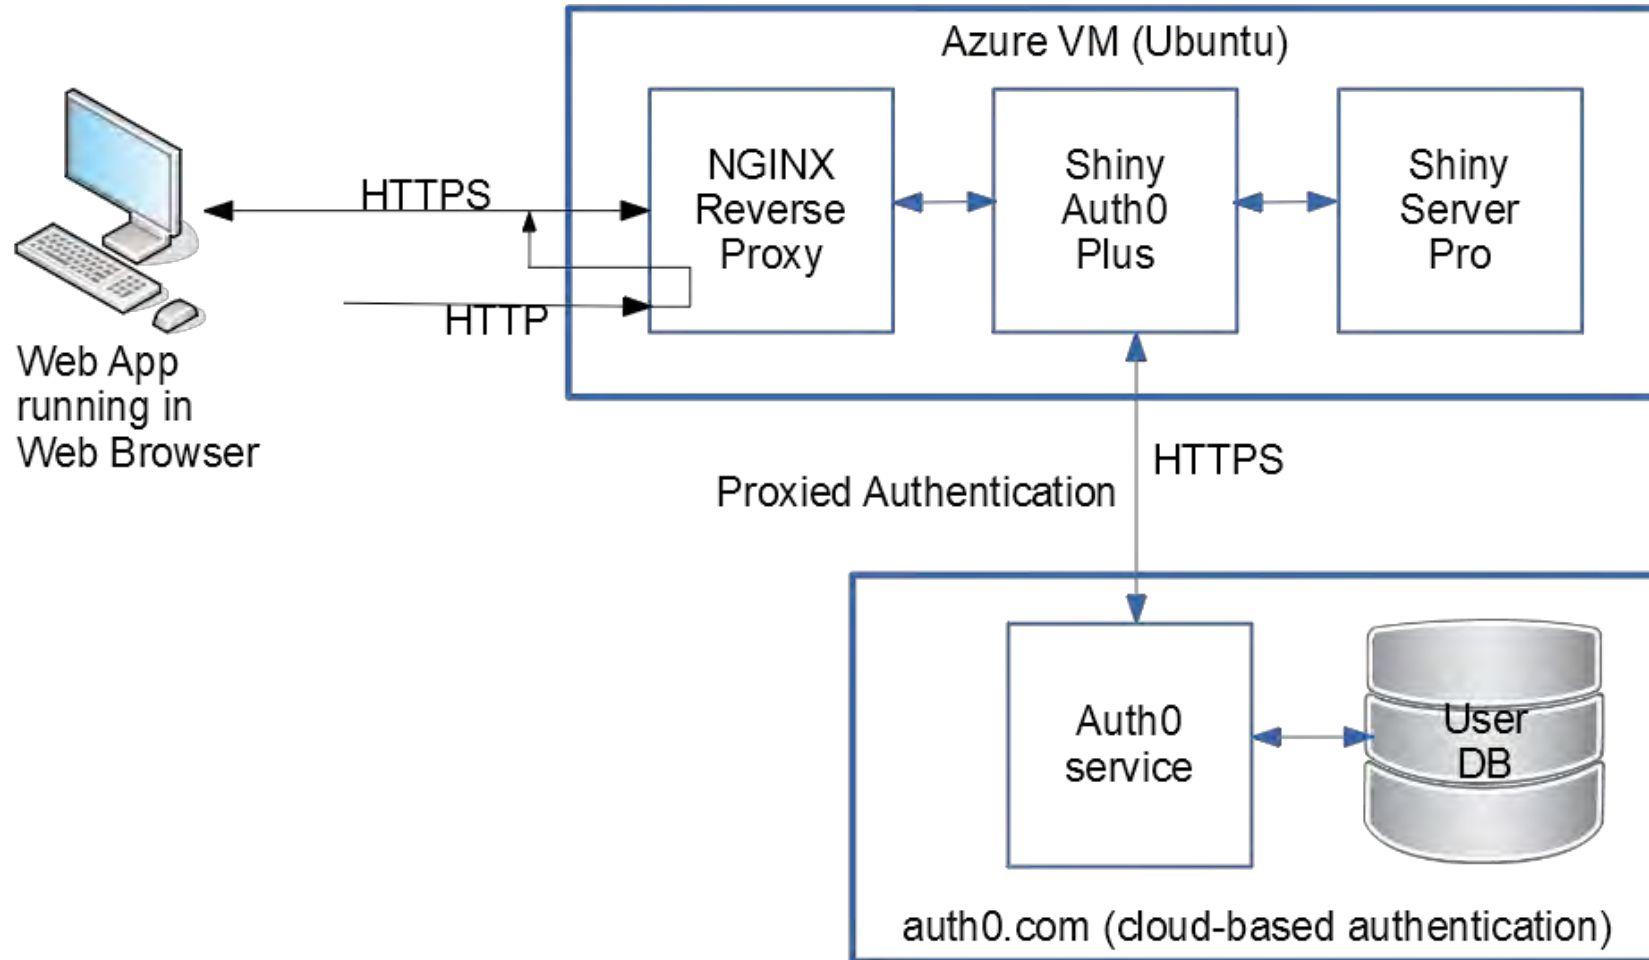 Azure VM (Ubuntu)
NGINX
Reverse
Proxy
Shiny
Auth0
Plus
Shiny
Server
Pro
HTTPS
HTTP
Web App
running in
Web Browser
HTTPS
Proxied Authentication
Auth0
service
User
DB
auth0.com (cloud-based authentication)